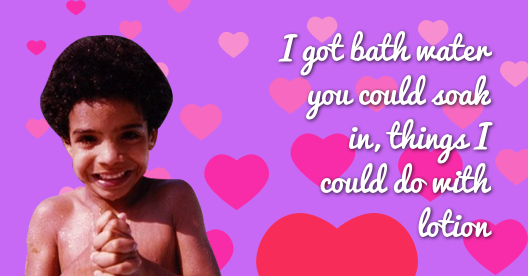 I got bath water
you could soak
in, things I
could do with
lotion